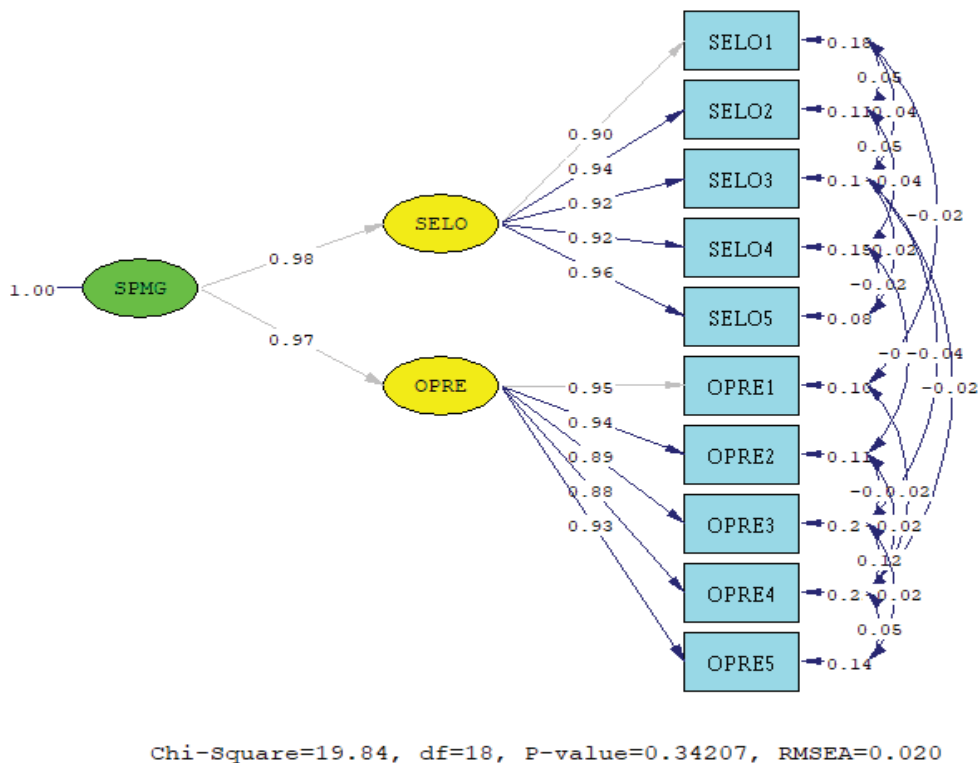 SELO1 0.18
0.05
SELO2 0.11 0.04
0.90 0.05
0.94
SELO3 0.1 0.04
0.92 -0.02
SELO 0.92
SELO4 0.15 0.02
0.98 0.96 -0.02
1.00 SPMG
SELO5 0.08
0.97 -0 -0.04
OPRE 0.95 OPRE1 0.10 -0.02
0.94
0.89 OPRE2 0.11
0.88 -0.02
0.93 OPRE3 0.2 0.02
0.12
OPRE4 0.2 0.02
0.05
OPRE5 0.14
Chi-Square=19.84, df=18, P-value=0.34207, RMSEA=0.020